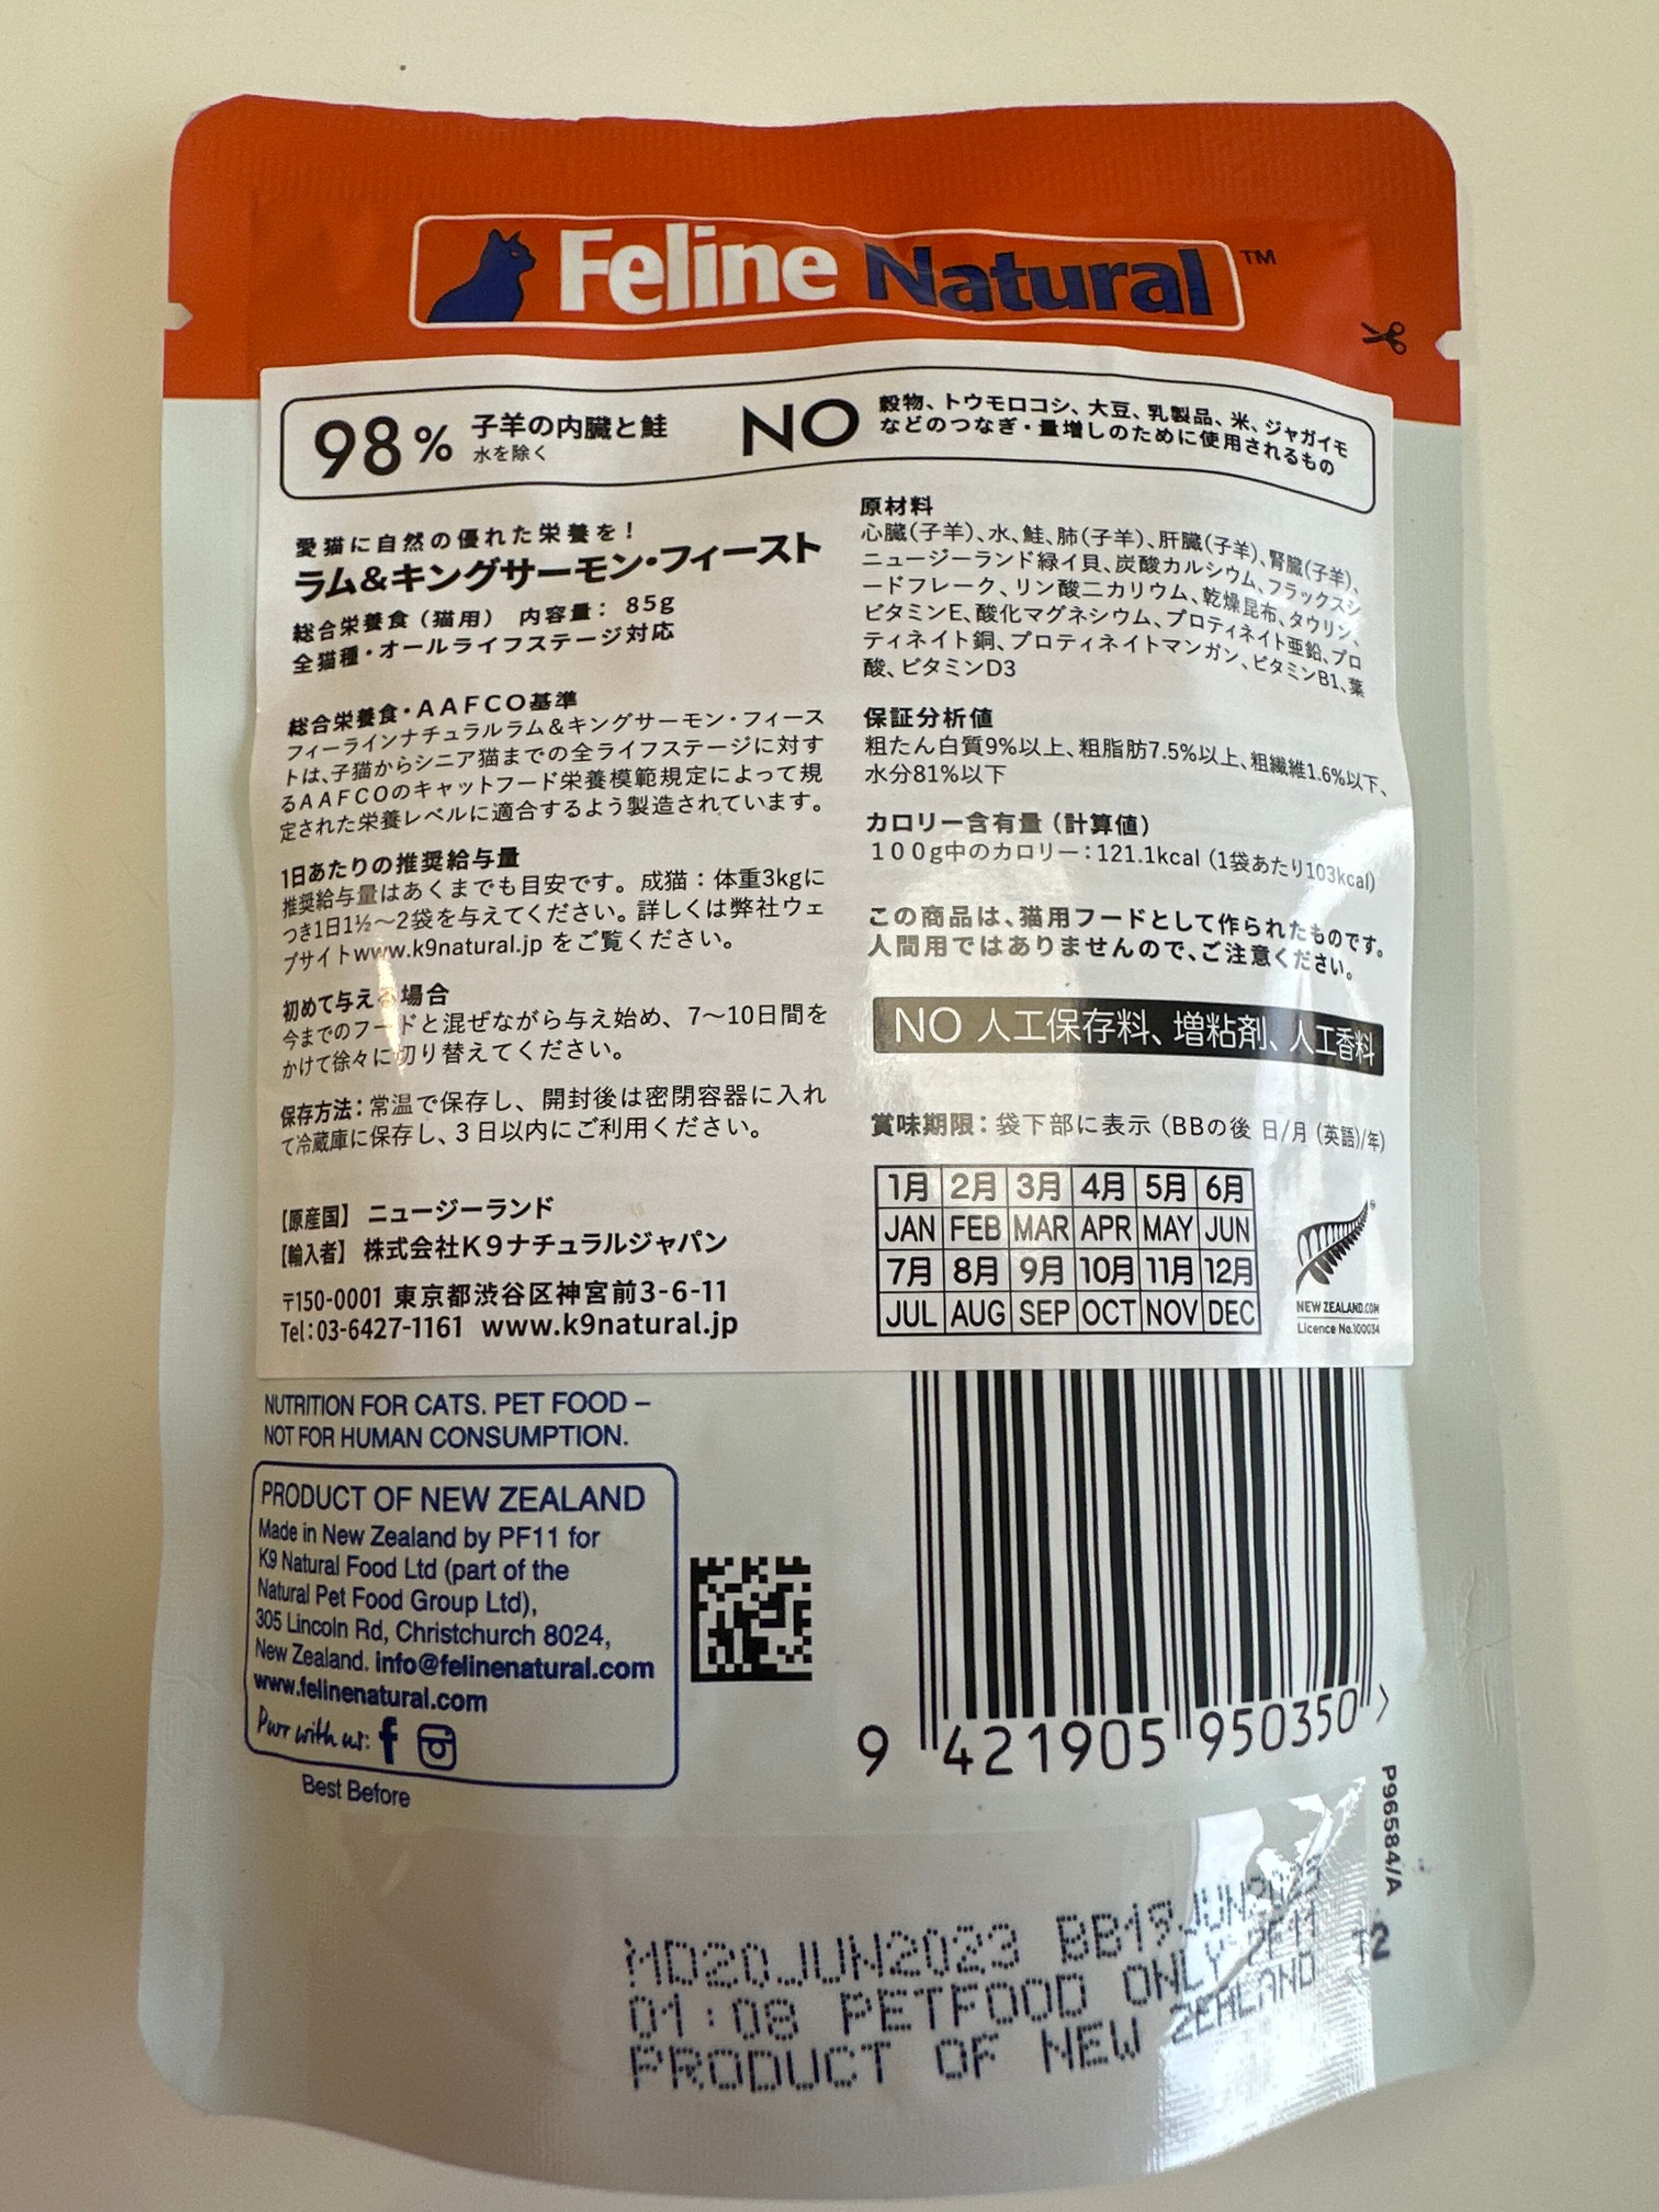 Feline Natural™
98% 子羊の内臓と鮭
水を除く
NO 穀物、トウモロコシ、大豆、乳製品、米、ジャガイモ
などのつなぎ・量増しのために使用されるもの
愛猫に自然の優れた栄養を！
ラム&キングサーモン・フィースト
総合栄養食（猫用） 内容量： 85g
全猫種・オールライフステージ対応
総合栄養食・AAFCO基準
フィーラインナチュラルラム&キングサーモン・フィース
トは、子猫からシニア猫までの全ライフステージに対す
るAAFCOのキャットフード栄養模範規定によって規
定された栄養レベルに適合するよう製造されています。
1日あたりの推奨給与量
推奨給与量はあくまでも目安です。成猫：体重3kgに
つき1日1½～2袋を与えてください。詳しくは弊社ウェ
ブサイトwww.k9natural.jp をご覧ください。
初めて与える場合
今までのフードと混ぜながら与え始め、7～10日間を
かけて徐々に切り替えてください。
保存方法：常温で保存し、開封後は密閉容器に入れ
て冷蔵庫に保存し、3日以内にご利用ください。
【原産国】 ニュージーランド
【輸入者】 株式会社K9ナチュラルジャパン
〒150-0001 東京都渋谷区神宮前3-6-11
Tel:03-6427-1161 www.k9natural.jp
原材料
心臓(子羊)、水、鮭、肺(子羊)、肝臓(子羊)、腎臓(子羊)、
ニュージーランド緑イ貝、炭酸カルシウム、フラックスシ
ードフレーク、リン酸二カリウム、乾燥昆布、タウリン、
ビタミンE、酸化マグネシウム、プロティネイト亜鉛、プロ
ティネイト銅、プロティネイトマンガン、ビタミンB1、葉
酸、ビタミンD3
保証分析値
粗たん白質9%以上、粗脂肪7.5%以上、粗繊維1.6%以下、
水分81%以下
カロリー含有量（計算値）
100g中のカロリー：121.1kcal（1袋あたり103kcal）
この商品は、猫用フードとして作られたものです。
人間用ではありませんので、ご注意ください。
NO 人工保存料、増粘剤、人工香料
賞味期限：袋下部に表示（BBの後 日/月（英語)/年）
1月 2月 3月 4月 5月 6月
JAN FEB MAR APR MAY JUN
7月 8月 9月 10月 11月 12月
JUL AUG SEP OCT NOV DEC
NEW ZEALAND.COM
Licence No.100034
NUTRITION FOR CATS. PET FOOD –
NOT FOR HUMAN CONSUMPTION.
PRODUCT OF NEW ZEALAND
Made in New Zealand by PF11 for
K9 Natural Food Ltd (part of the
Natural Pet Food Group Ltd),
305 Lincoln Rd, Christchurch 8024,
New Zealand. info@felinenatural.com
www.felinenatural.com
Purr with us:
Best Before
9 421905 950350 >
P96584/A
MD20JUN2023 BB19JUN2025
01:08 PETFOOD ONLY PF11 T2
PRODUCT OF NEW ZEALAND